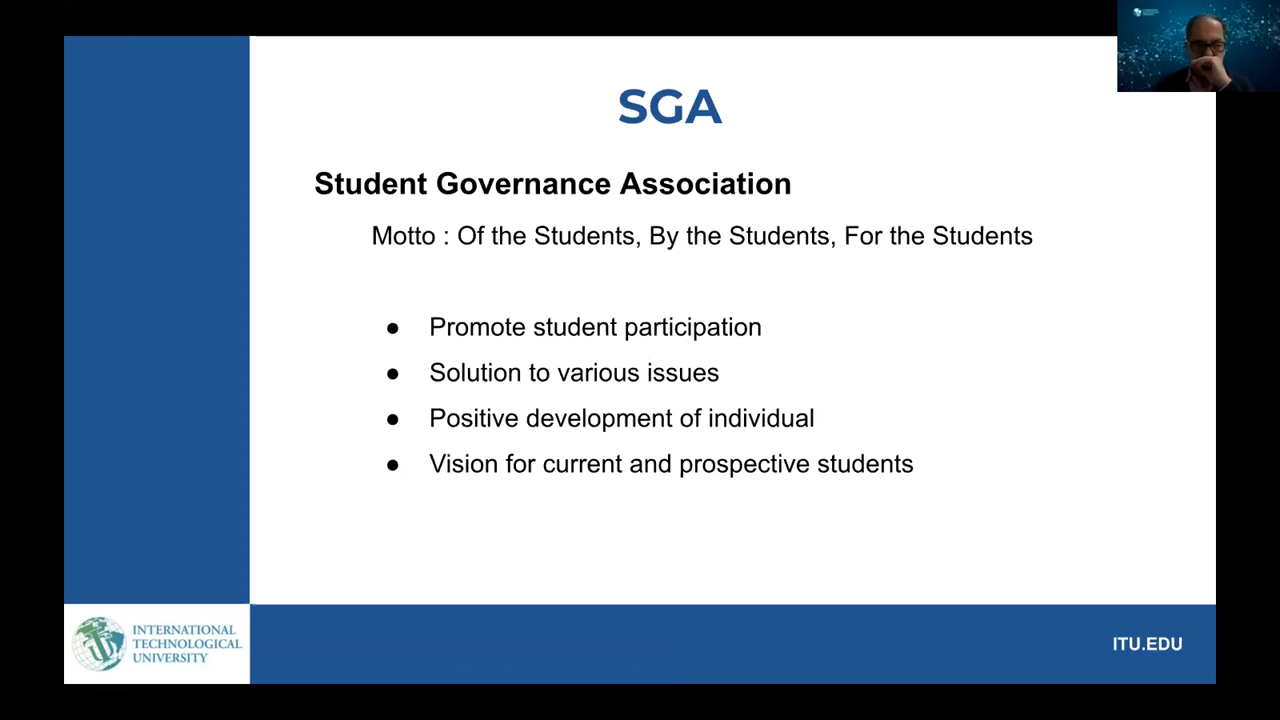 SGA
Student Governance Association
Motto : Of the Students, By the Students, For the Students
● Promote student participation
● Solution to various issues
● Positive development of individual
● Vision for current and prospective students
INTERNATIONAL
TECHNOLOGICAL
UNIVERSITY
ITU.EDU